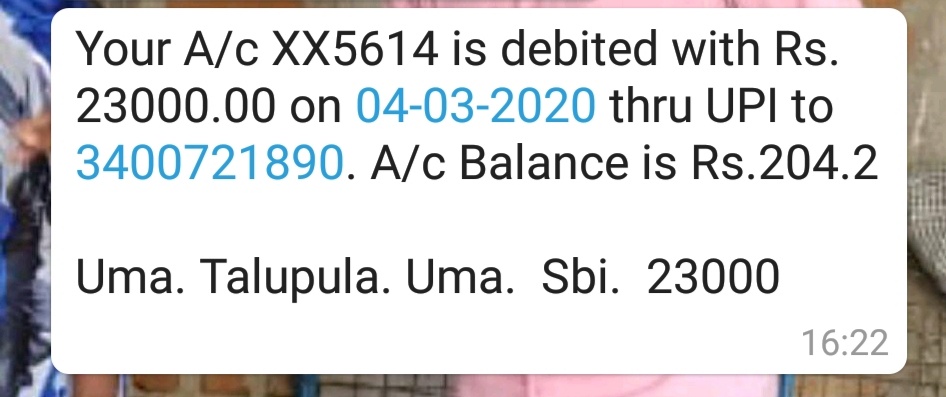 Your A/c XX5614 is debited with Rs.
23000.00 on 04-03-2020 thru UPI to
3400721890. A/c Balance is Rs.204.2
Uma. Talupula. Uma.  Sbi.  23000
16:22